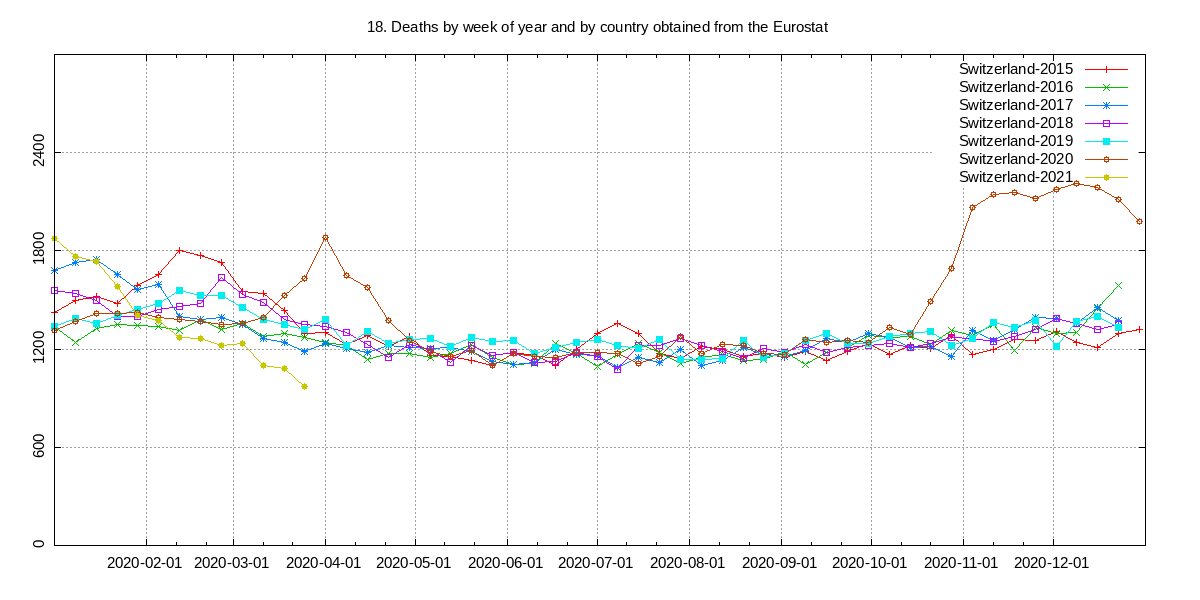 18. Deaths by week of year and by country obtained from the Eurostat
Switzerland-2015
Switzerland-2016
Switzerland-2017
Switzerland-2018
Switzerland-2019
Switzerland-2020
Switzerland-2021
2400
1800
1200
600
0
2020-02-01 2020-03-01 2020-04-01 2020-05-01 2020-06-01 2020-07-01 2020-08-01 2020-09-01 2020-10-01 2020-11-01 2020-12-01